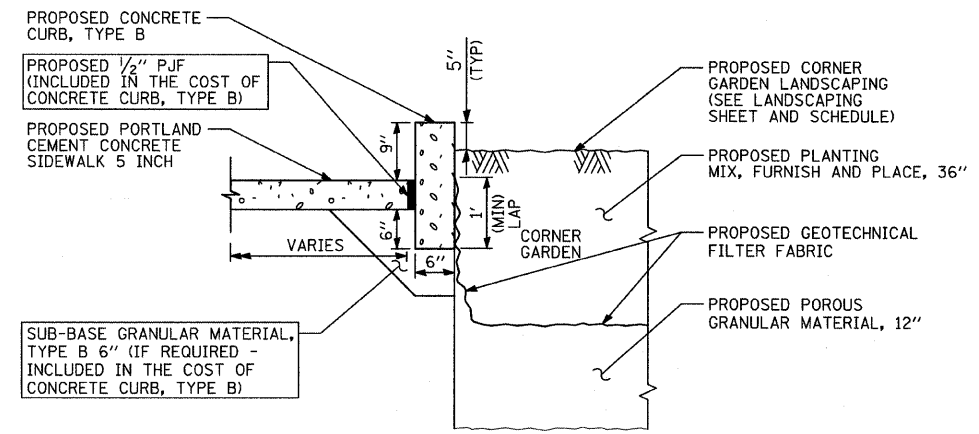 PROPOSED CONCRETE
CURB, TYPE B
PROPOSED 1/2" PJF
(INCLUDED IN THE COST OF
CONCRETE CURB, TYPE B)
PROPOSED PORTLAND
CEMENT CONCRETE
SIDEWALK 5 INCH
5"
(TYP)
9"
6"
VARIES
6"
1'
(MIN)
LAP
CORNER
GARDEN
SUB-BASE GRANULAR MATERIAL,
TYPE B 6" (IF REQUIRED -
INCLUDED IN THE COST OF
CONCRETE CURB, TYPE B)
PROPOSED CORNER
GARDEN LANDSCAPING
(SEE LANDSCAPING
SHEET AND SCHEDULE)
PROPOSED PLANTING
MIX, FURNISH AND PLACE, 36"
PROPOSED GEOTECHNICAL
FILTER FABRIC
PROPOSED POROUS
GRANULAR MATERIAL, 12"